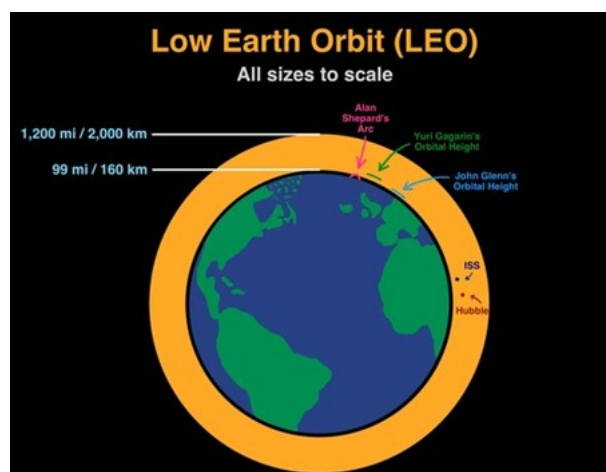 Low Earth Orbit (LEO)
All sizes to scale
Alan
Shepard's
Arc
1,200 mi / 2,000 km
Yuri Gagarin's
Orbital Height
99 mi / 160 km
John Glenn's
Orbital Height
ISS
Hubble